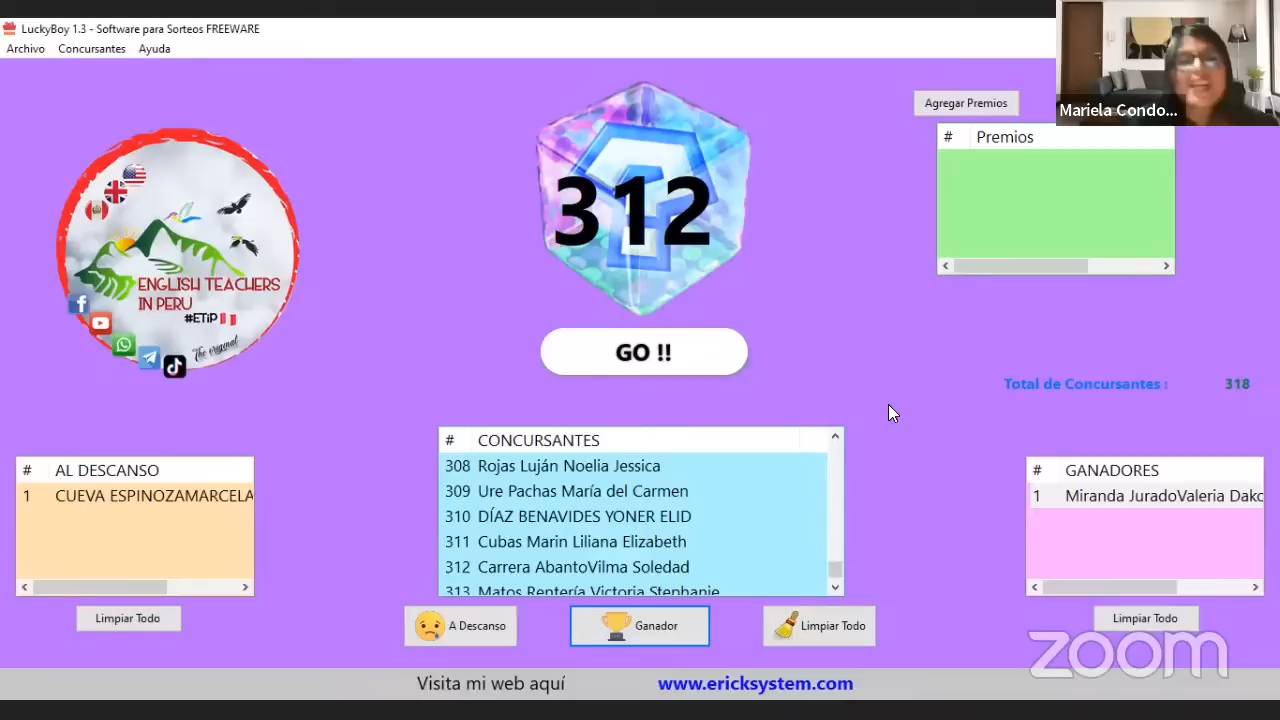 LuckyBoy 1.3 - Software para Sorteos FREEWARE
Archivo Concursantes Ayuda
Mariela Condo...
Agregar Premios
# Premios
312
ENGLISH TEACHERS
IN PERU
#ETiP
The original
GO !!
Total de Concursantes : 318
# CONCURSANTES
308 Rojas Luján Noelia Jessica
309 Ure Pachas María del Carmen
310 DÍAZ BENAVIDES YONER ELID
311 Cubas Marin Liliana Elizabeth
312 Carrera AbantoVilma Soledad
313 Matos Rentería Victoria Stephanie
# AL DESCANSO
1 CUEVA ESPINOZAMARCELA
Limpiar Todo
# GANADORES
1 Miranda JuradoValeria Dako
Limpiar Todo
A Descanso
Ganador
Limpiar Todo
zoom
Visita mi web aquí www.ericksystem.com